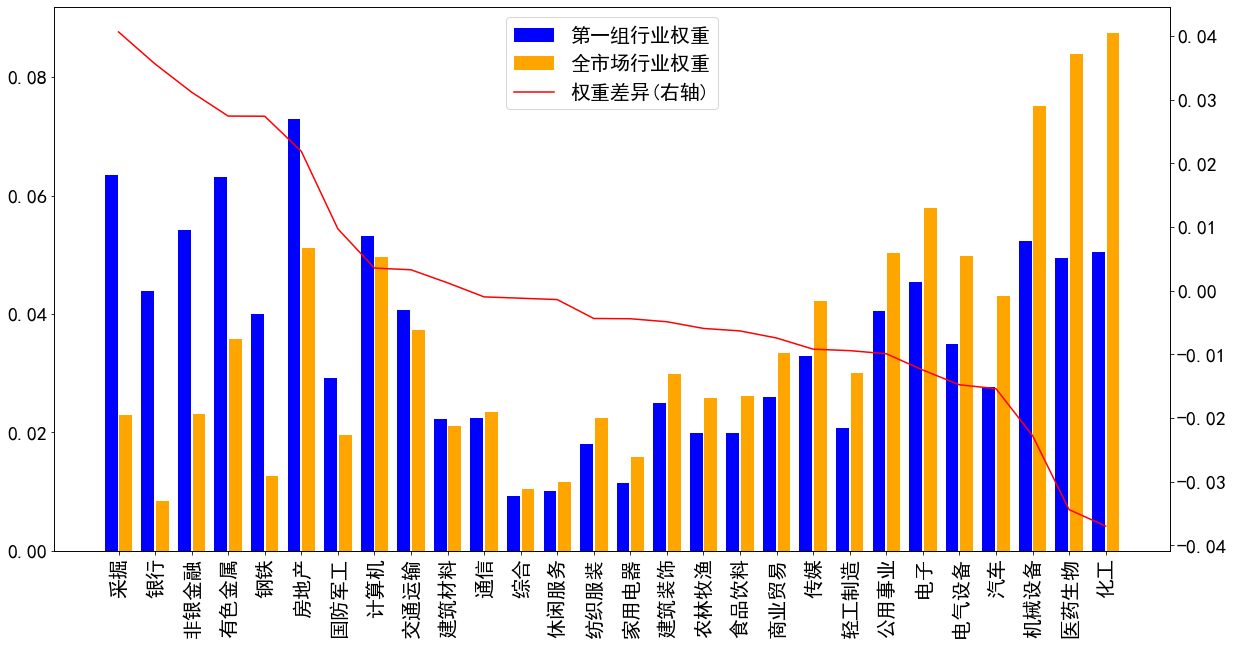 第一组行业权重
全市场行业权重
权重差异(右轴)
0.08
0.06
0.04
0.02
0.00
0.04
0.03
0.02
0.01
0.00
−0.01
−0.02
−0.03
−0.04
采掘
银行
非银金融
有色金属
钢铁
房地产
国防军工
计算机
交通运输
建筑材料
通信
综合
休闲服务
纺织服装
家用电器
建筑装饰
农林牧渔
食品饮料
商业贸易
传媒
轻工制造
公用事业
电子
电气设备
汽车
机械设备
医药生物
化工